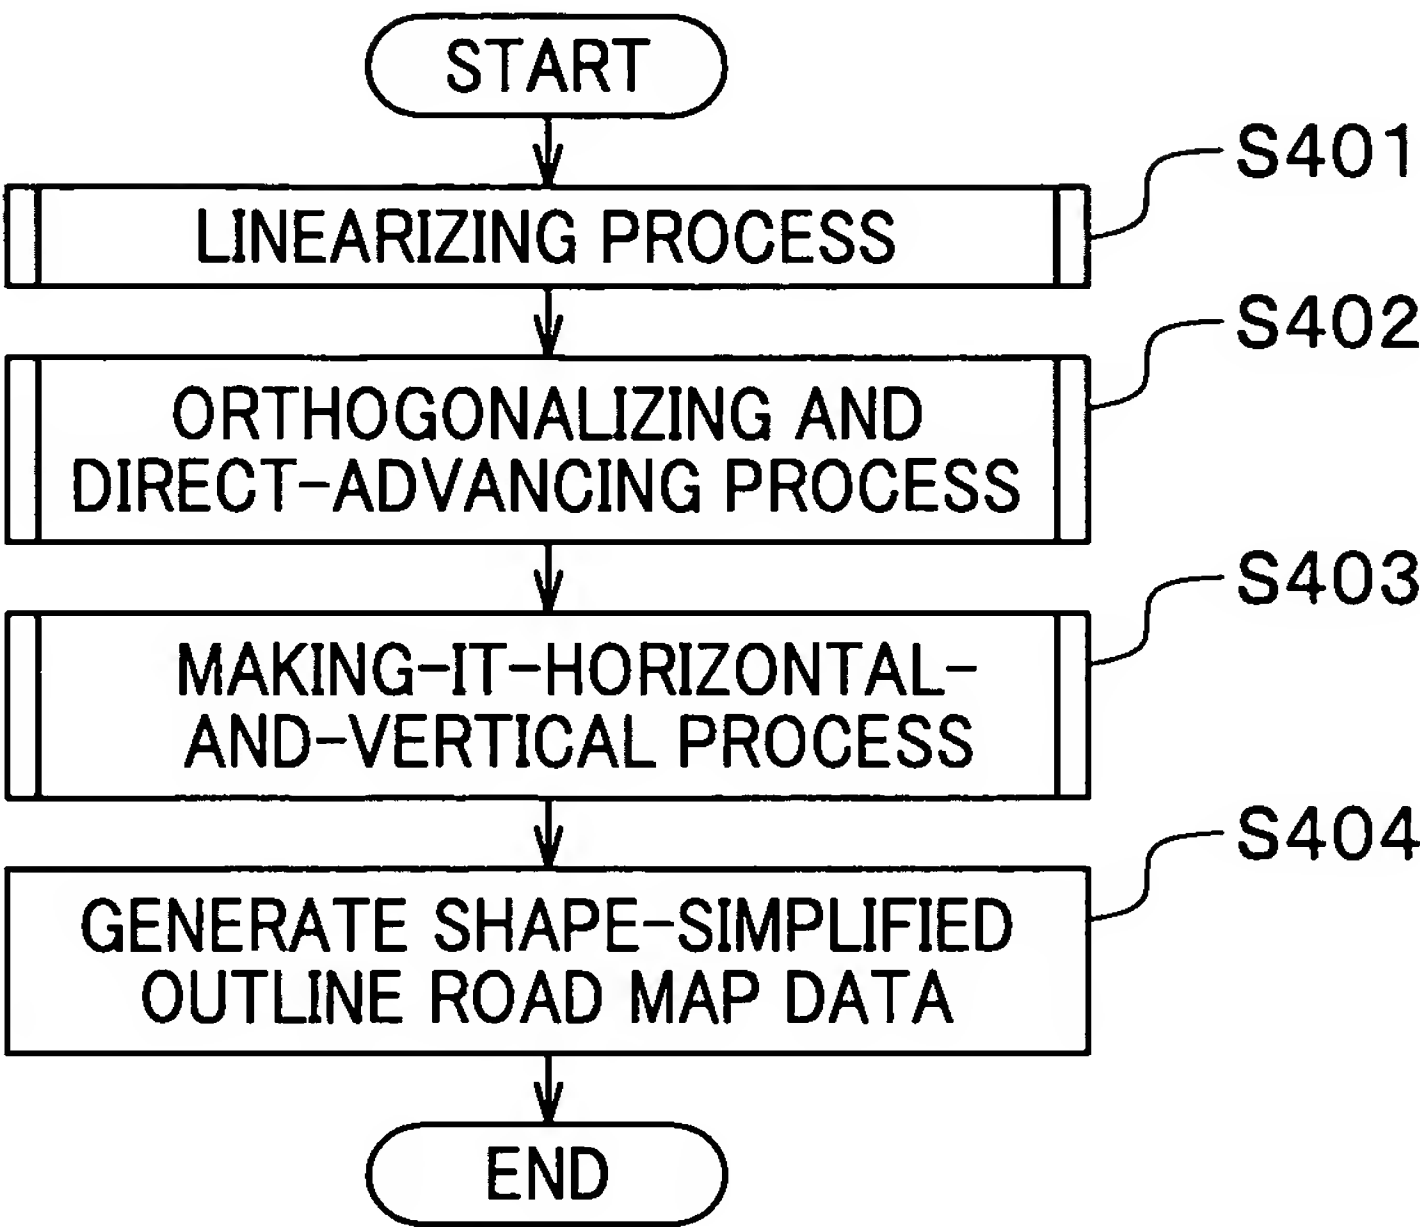 START
S401
LINEARIZING PROCESS
S402
ORTHOGONALIZING AND
DIRECT-ADVANCING PROCESS
S403
MAKING-IT-HORIZONTAL-
AND-VERTICAL PROCESS
S404
GENERATE SHAPE-SIMPLIFIED
OUTLINE ROAD MAP DATA
END